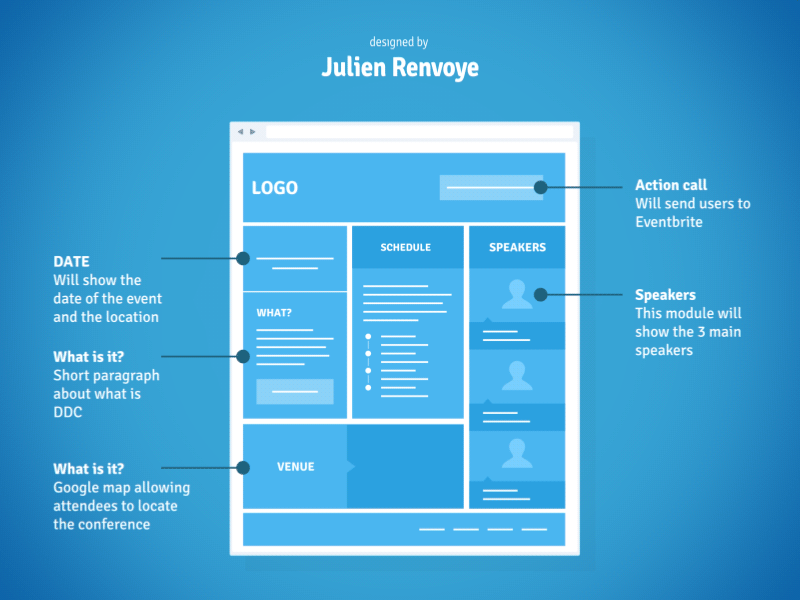 designed by
Julien Renvoye
LOGO
Action call
Will send users to
Eventbrite
SCHEDULE
SPEAKERS
DATE
Will show the
date of the event
and the location
Speakers
This module will
show the 3 main
speakers
WHAT?
What is it?
Short paragraph
about what is
DDC
VENUE
What is it?
Google map allowing
attendees to locate
the conference